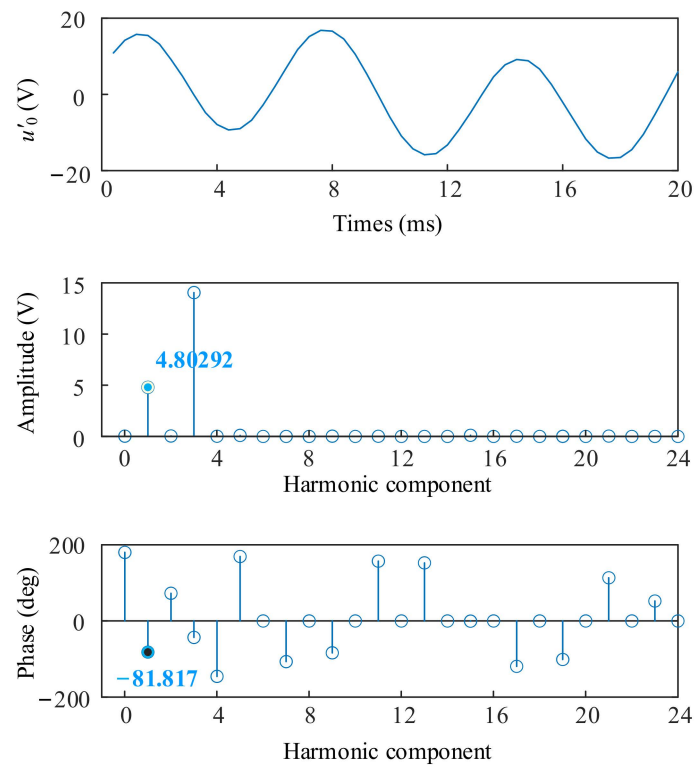 20
0
−20
u′0 (V)
0 4 8 12 16 20
Times (ms)
15
10
5
0
Amplitude (V)
4.80292
0 4 8 12 16 20 24
Harmonic component
200
0
−200
Phase (deg)
−81.817
0 4 8 12 16 20 24
Harmonic component